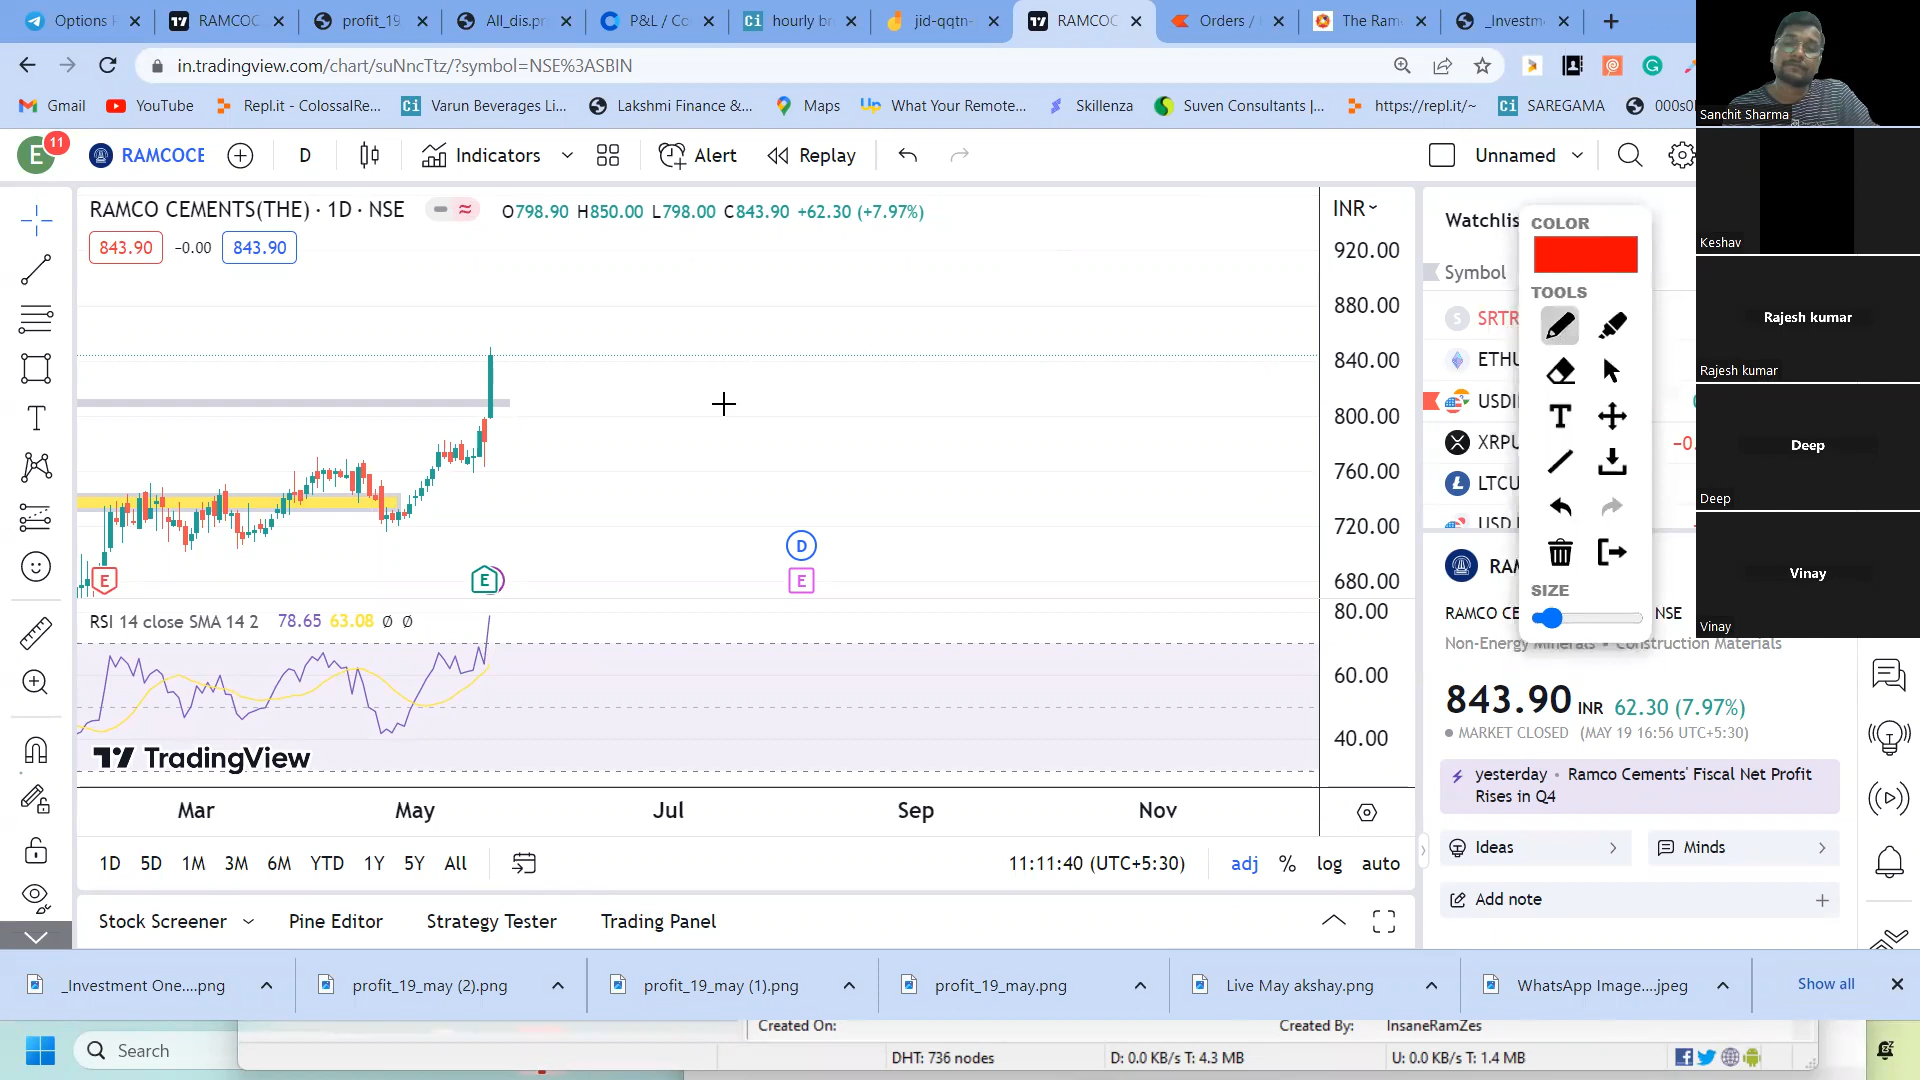 Options
RAMCOC
profit_19
All_dis.pr
P&L / Co
hourly br
jid-qqtn-
RAMCOC
Orders /
The Ram
_Investm
in.tradingview.com/chart/suNncTtz/?symbol=NSE%3ASBIN
Gmail
YouTube
Repl.it - ColossalRe...
Varun Beverages Li...
Lakshmi Finance &...
Maps
What Your Remote...
Skillenza
Suven Consultants |...
https://repl.it/~
SAREGAMA
E 11 RAMCOCE D Indicators Alert Replay Unnamed
RAMCO CEMENTS(THE) · 1D · NSE O798.90 H850.00 L798.00 C843.90 +62.30 (+7.97%)
843.90 −0.00 843.90
INR
920.00
880.00
840.00
800.00
760.00
720.00
680.00
80.00
60.00
40.00
E E D E
RSI 14 close SMA 14 2 78.65 63.08 Ø Ø
TradingView
Mar May Jul Sep Nov
1D 5D 1M 3M 6M YTD 1Y 5Y All 11:11:40 (UTC+5:30) adj % log auto
Stock Screener Pine Editor Strategy Tester Trading Panel
Watchlis
Symbol
SRTR
ETHU
USDI
XRPU
LTCU
COLOR
TOOLS
T
SIZE
RAMCO CE NSE
Non-Energy Minerals • Construction Materials
843.90 INR 62.30 (7.97%)
MARKET CLOSED (MAY 19 16:56 UTC+5:30)
yesterday • Ramco Cements' Fiscal Net Profit
Rises in Q4
Ideas Minds
Add note
Sanchit Sharma
Keshav
Rajesh kumar
Rajesh kumar
Deep
Deep
Vinay
Vinay
_Investment One....png
profit_19_may (2).png
profit_19_may (1).png
profit_19_may.png
Live May akshay.png
WhatsApp Image....jpeg
Show all
Created On: Created By: InsaneRamZes
Search
DHT: 736 nodes D: 0.0 KB/s T: 4.3 MB U: 0.0 KB/s T: 1.4 MB